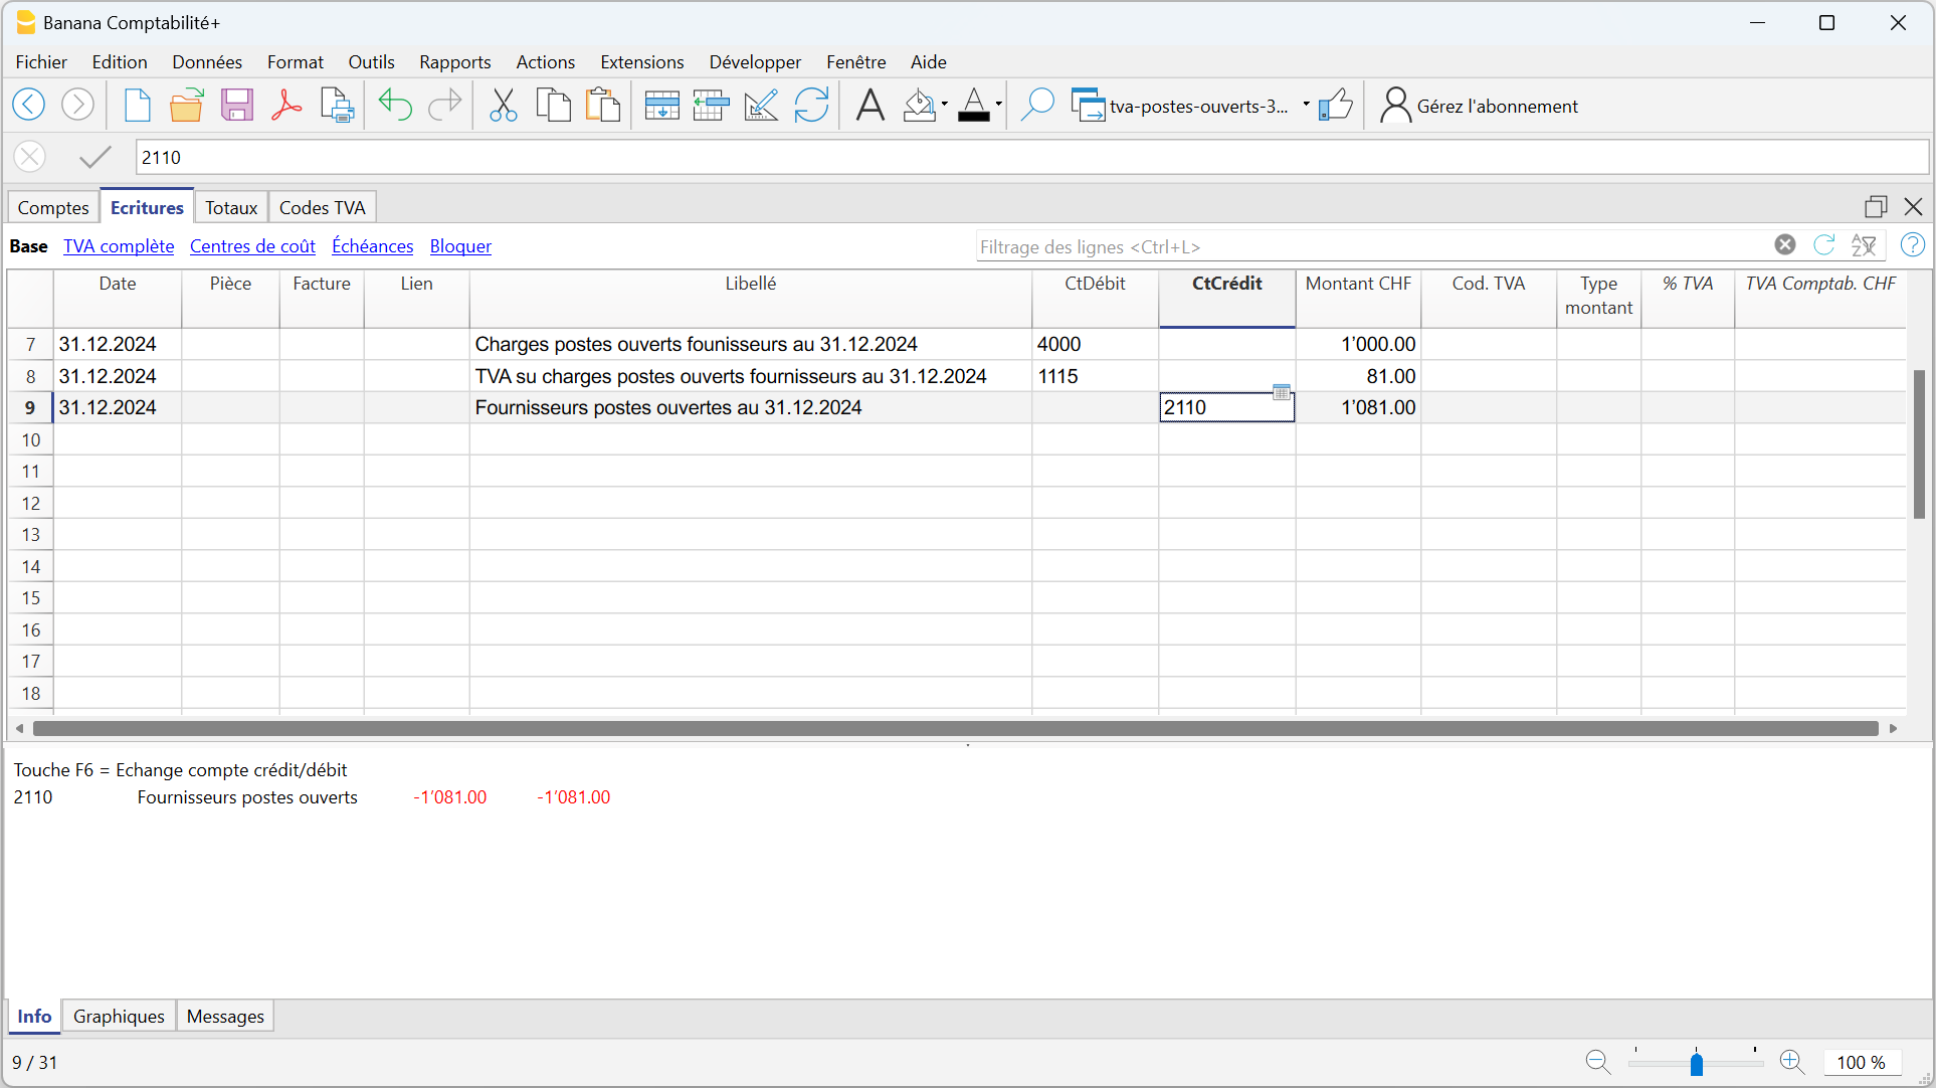 Banana Comptabilité+
Fichier Edition Données Format Outils Rapports Actions Extensions Développer Fenêtre Aide
tva-postes-ouverts-3... Gérez l'abonnement
2110
Comptes Ecritures Totaux Codes TVA
Base TVA complète Centres de coût Échéances Bloquer Filtrage des lignes <Ctrl+L>
Date Pièce Facture Lien Libellé CtDébit CtCrédit Montant CHF Cod. TVA Type montant % TVA TVA Comptab. CHF
7 31.12.2024 Charges postes ouverts founisseurs au 31.12.2024 4000 1’000.00
8 31.12.2024 TVA su charges postes ouverts fournisseurs au 31.12.2024 1115 81.00
9 31.12.2024 Fournisseurs postes ouvertes au 31.12.2024 2110 1’081.00
10
11
12
13
14
15
16
17
18
Touche F6 = Echange compte crédit/débit
2110 Fournisseurs postes ouverts -1’081.00 -1’081.00
Info Graphiques Messages
9 / 31 100 %